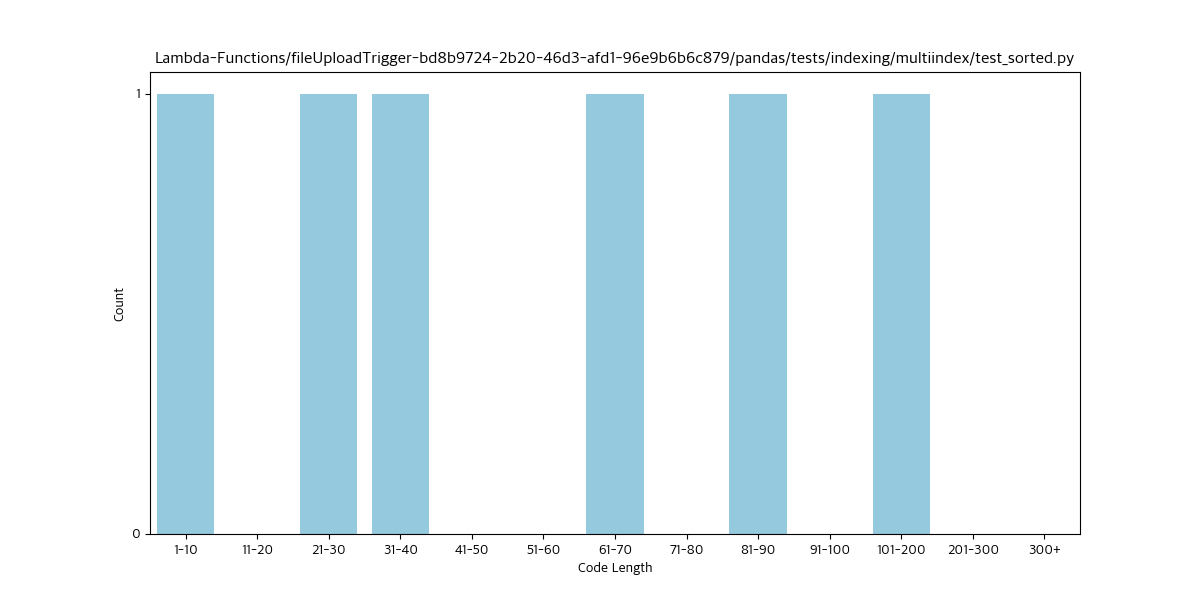 Lambda-Functions/fileUploadTrigger-bd8b9724-2b20-46d3-afd1-96e9b6b6c879/pandas/tests/indexing/multiindex/test_sorted.py
1
Count
0
1-10 11-20 21-30 31-40 41-50 51-60 61-70 71-80 81-90 91-100 101-200 201-300 300+
Code Length